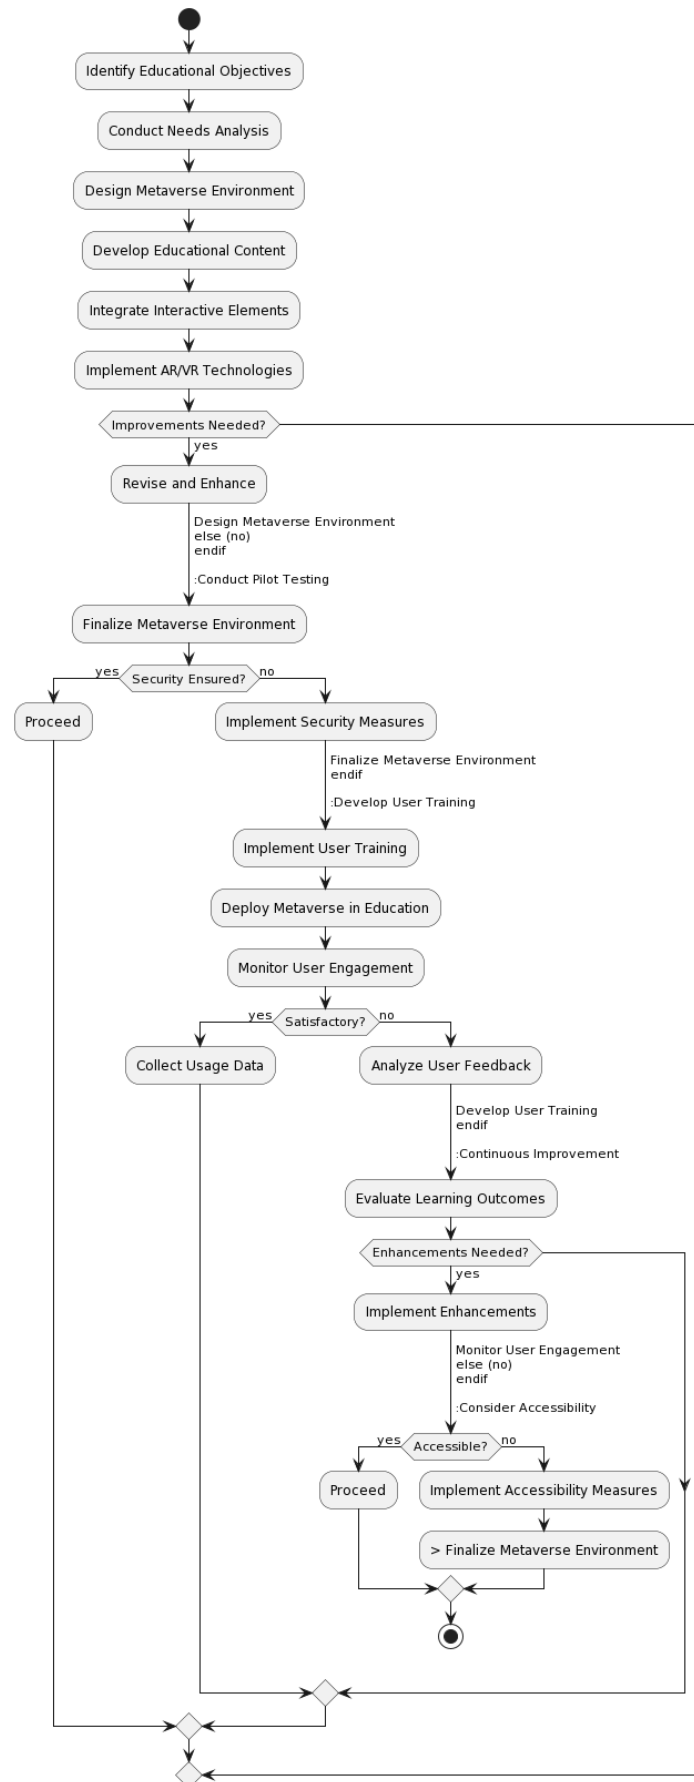 Identify Educational Objectives
Conduct Needs Analysis
Design Metaverse Environment
Develop Educational Content
Integrate Interactive Elements
Implement AR/VR Technologies
Improvements Needed?
yes
Revise and Enhance
Design Metaverse Environment
else (no)
endif
:Conduct Pilot Testing
Finalize Metaverse Environment
yes
Security Ensured?
no
Proceed
Implement Security Measures
Finalize Metaverse Environment
endif
:Develop User Training
Implement User Training
Deploy Metaverse in Education
Monitor User Engagement
yes
Satisfactory?
no
Collect Usage Data
Analyze User Feedback
Develop User Training
endif
:Continuous Improvement
Evaluate Learning Outcomes
Enhancements Needed?
yes
Implement Enhancements
Monitor User Engagement
else (no)
endif
:Consider Accessibility
yes
Accessible?
no
Proceed
Implement Accessibility Measures
> Finalize Metaverse Environment